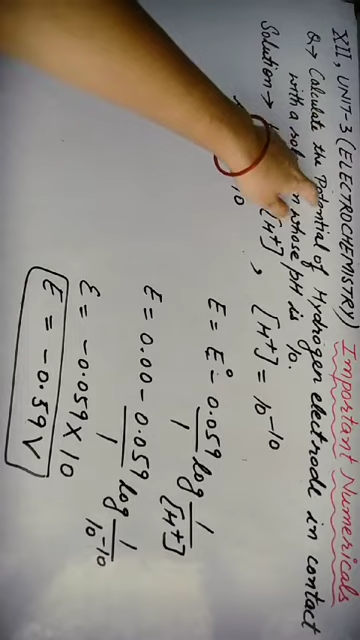 XII, UNIT-3 (ELECTROCHEMISTRY) Important Numericals
Q→ Calculate the Potential of Hydrogen electrode in contact
with a whose pH is 10.
Solution→ [H+], [H+] = 10⁻¹⁰
10
E = E° - 0.059/1 log 1/[H+]
E = 0.00 - 0.059/1 log 1/10⁻¹⁰
E = -0.059 X 10
E = -0.59 V